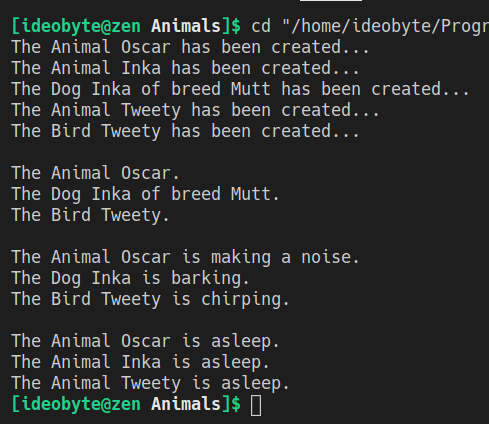 [ideobyte@zen Animals]$ cd "/home/ideobyte/Progr
The Animal Oscar has been created...
The Animal Inka has been created...
The Dog Inka of breed Mutt has been created...
The Animal Tweety has been created...
The Bird Tweety has been created...

The Animal Oscar.
The Dog Inka of breed Mutt.
The Bird Tweety.

The Animal Oscar is making a noise.
The Dog Inka is barking.
The Bird Tweety is chirping.

The Animal Oscar is asleep.
The Animal Inka is asleep.
The Animal Tweety is asleep.
[ideobyte@zen Animals]$